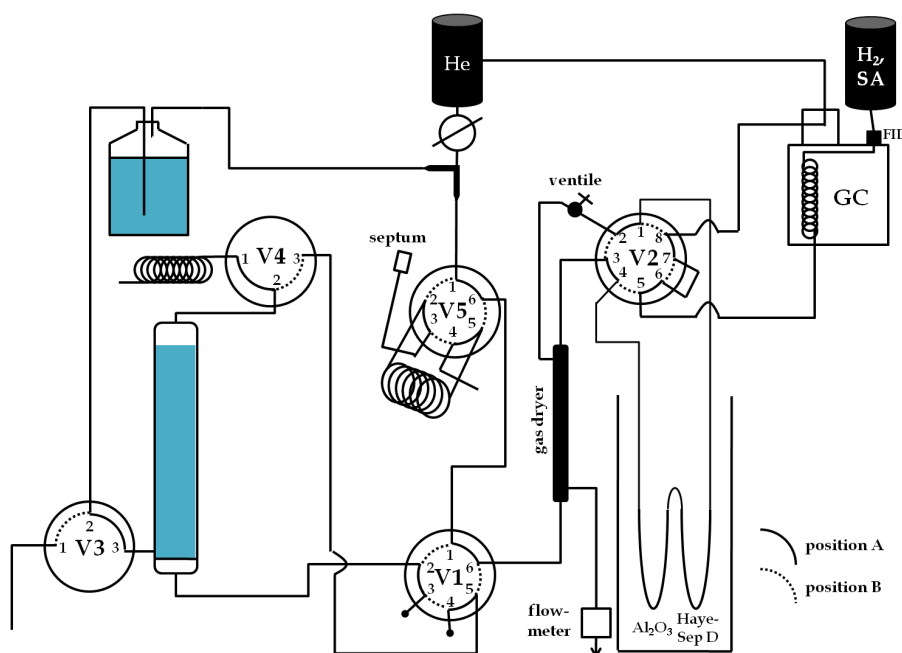 He
H₂,
SA
FID
GC
ventile
septum
1
V4
3
2
1
2
8
3
V2
7
4
6
5
1
2
6
V5
3
5
4
gas dryer
2
1
V3
3
1
2
6
V1
3
5
4
position A
position B
flow-
meter
Al₂O₃
Haye-
Sep D